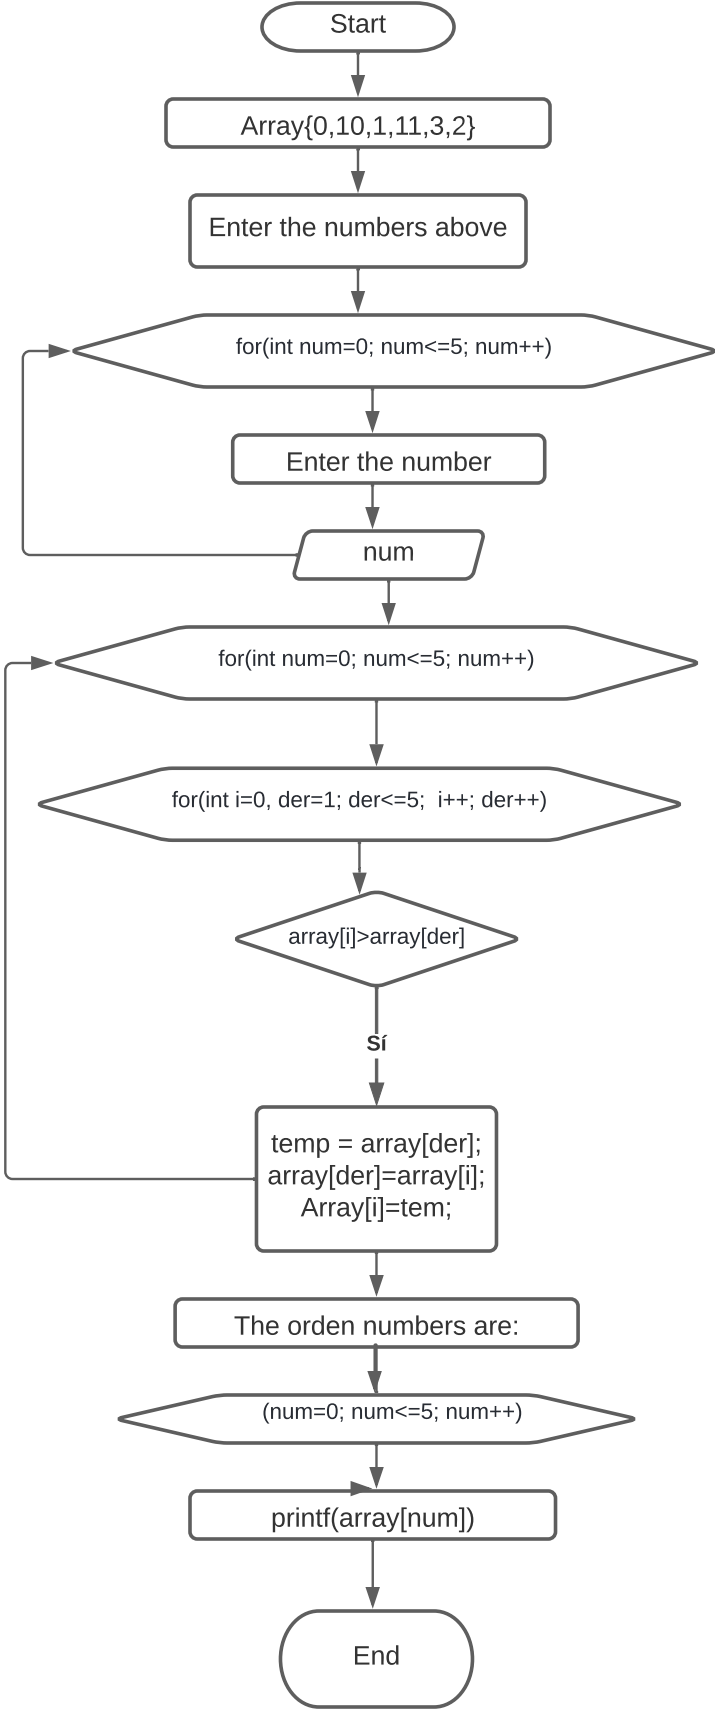 Start
Array{0,10,1,11,3,2}
Enter the numbers above
for(int num=0; num<=5; num++)
Enter the number
num
for(int num=0; num<=5; num++)
for(int i=0, der=1; der<=5;  i++; der++)
array[i]>array[der]
Sí
temp = array[der];
array[der]=array[i];
Array[i]=tem;
The orden numbers are:
(num=0; num<=5; num++)
printf(array[num])
End